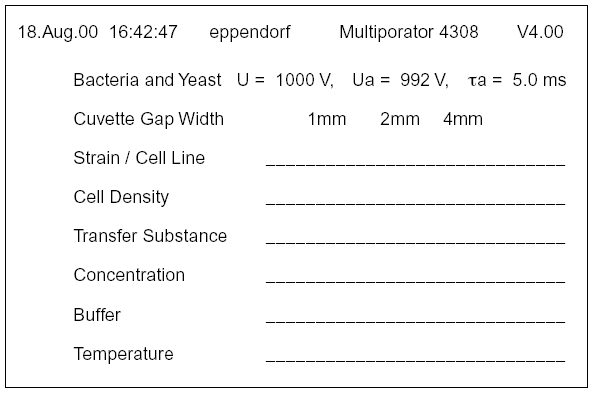 18.Aug.00 16:42:47 eppendorf Multiporator 4308 V4.00
Bacteria and Yeast U = 1000 V, Ua = 992 V, τa = 5.0 ms
Cuvette Gap Width 1mm 2mm 4mm
Strain / Cell Line ______________________________
Cell Density ______________________________
Transfer Substance ______________________________
Concentration ______________________________
Buffer ______________________________
Temperature ______________________________